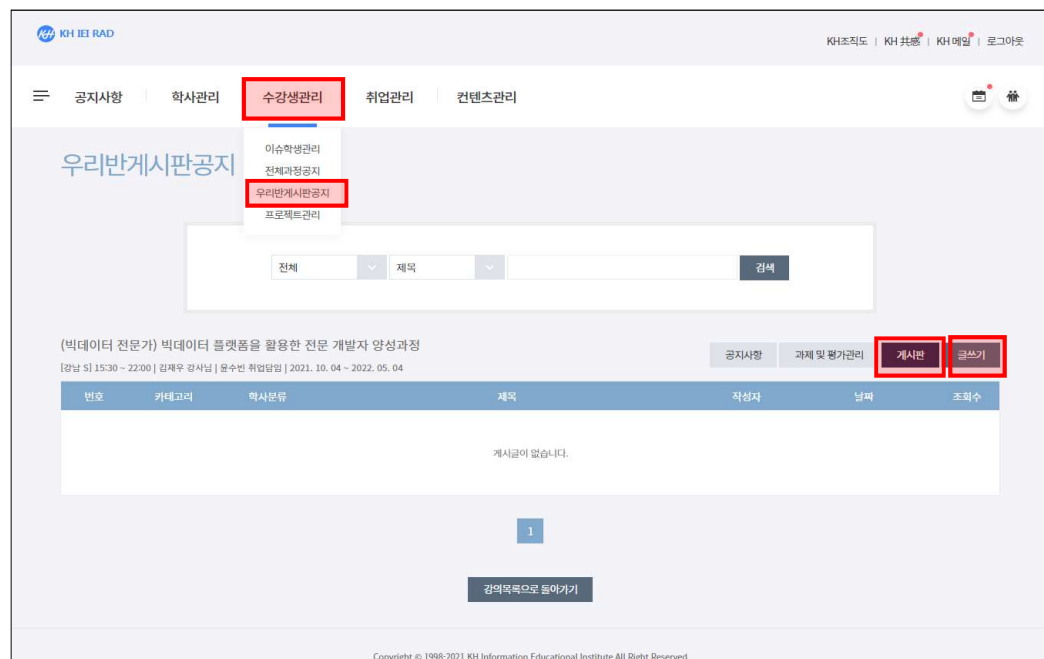 KH KH IEI RAD
KH조직도 | KH 共感 | KH 메일 | 로그아웃
공지사항 학사관리 수강생관리 취업관리 컨텐츠관리
이슈학생관리
우리반게시판공지
전체과정공지
우리반게시판공지
프로젝트관리
전체 제목 검색
(빅데이터 전문가) 빅데이터 플랫폼을 활용한 전문 개발자 양성과정
공지사항 과제 및 평가관리 게시판 글쓰기
[강남 S] 15:30 ~ 22:00 | 김재우 강사님 | 윤수빈 취업담임 | 2021. 10. 04 ~ 2022. 05. 04
번호 카테고리 학사분류 제목 작성자 날짜 조회수
게시글이 없습니다.
1
강의목록으로 돌아가기
Copyright © 1998-2021 KH Information Educational Institute All Right Reserved